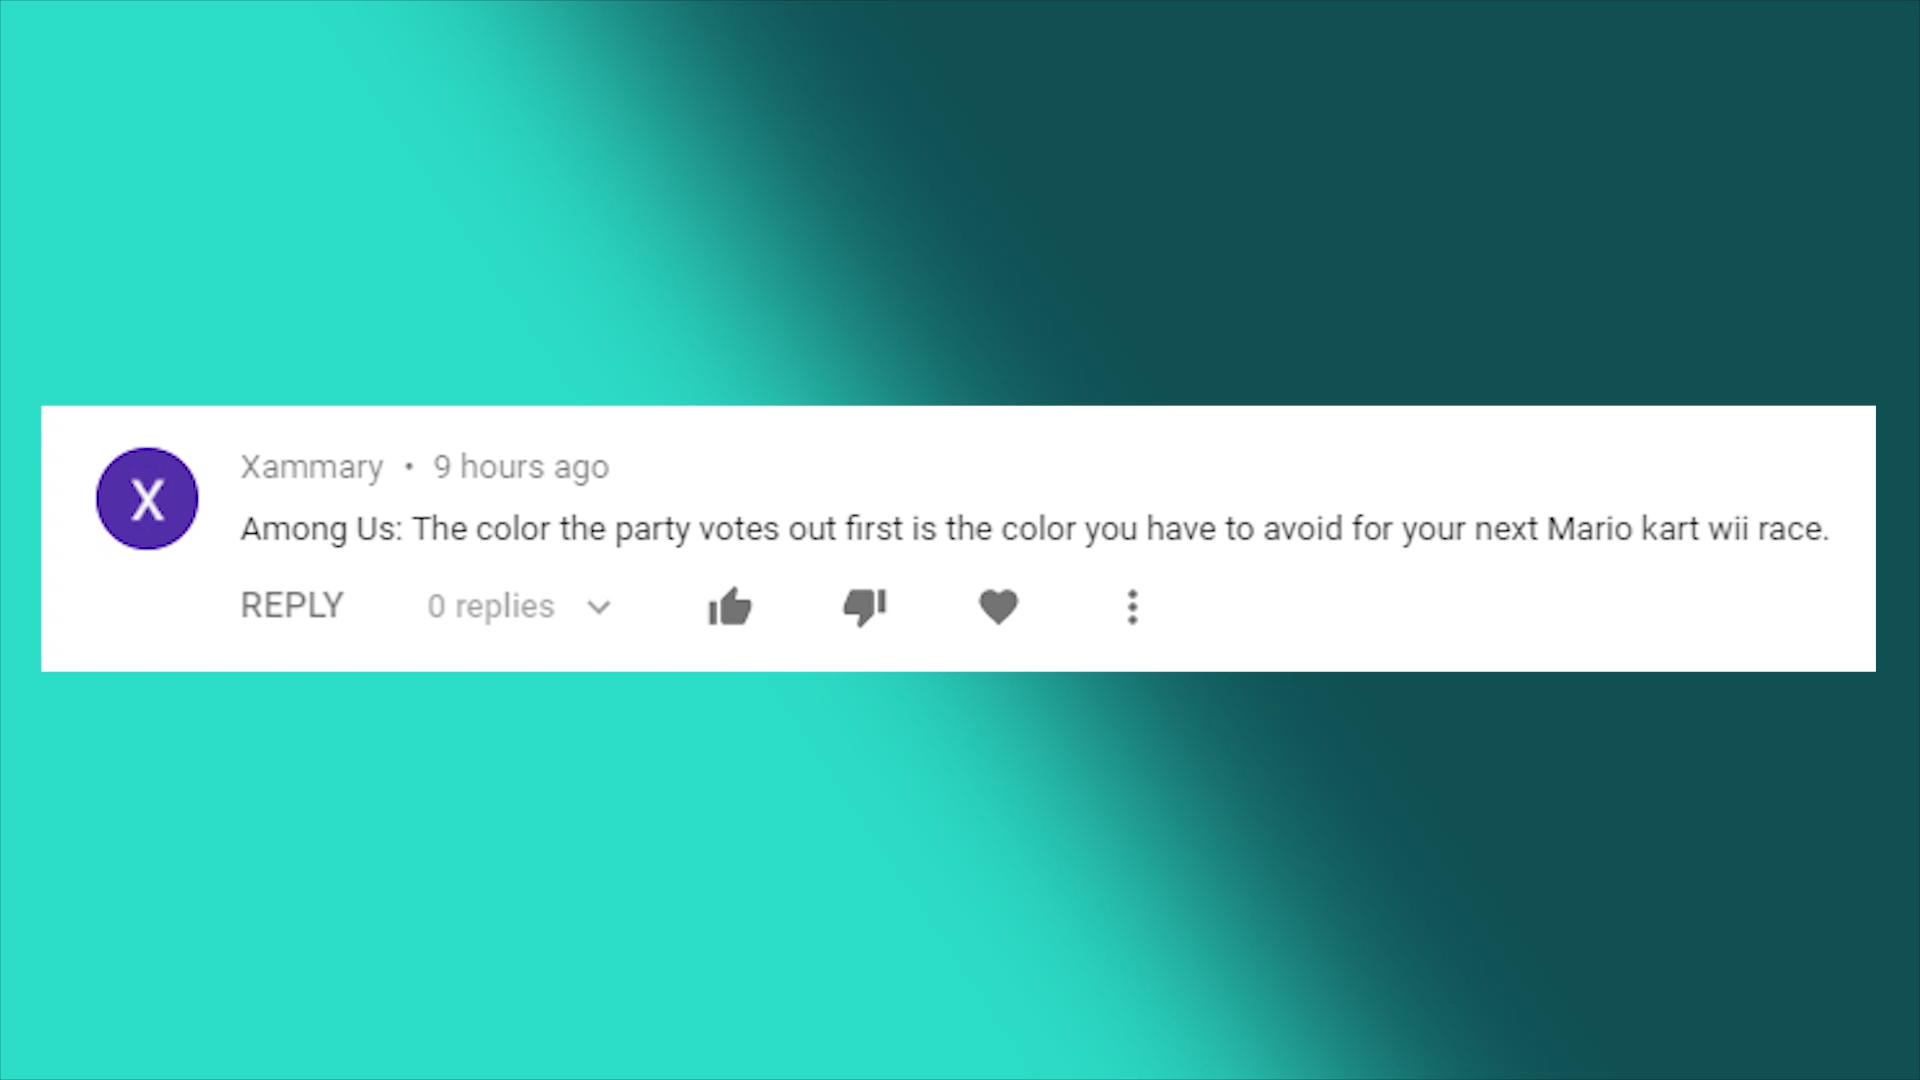 X
Xammary • 9 hours ago
Among Us: The color the party votes out first is the color you have to avoid for your next Mario kart wii race.
REPLY 0 replies